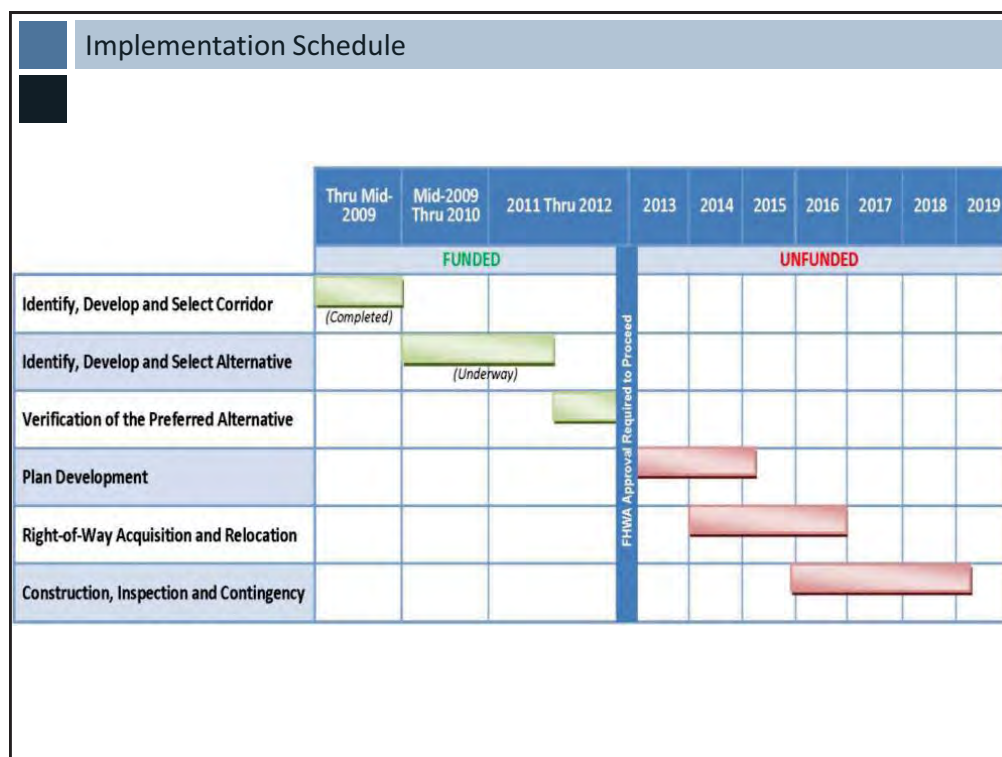 Implementation Schedule
Thru Mid-
2009
Mid-2009
Thru 2010
2011 Thru 2012
2013
2014
2015
2016
2017
2018
2019
FUNDED
UNFUNDED
FHWA Approval Required to Proceed
Identify, Develop and Select Corridor
(Completed)
Identify, Develop and Select Alternative
(Underway)
Verification of the Preferred Alternative
Plan Development
Right-of-Way Acquisition and Relocation
Construction, Inspection and Contingency